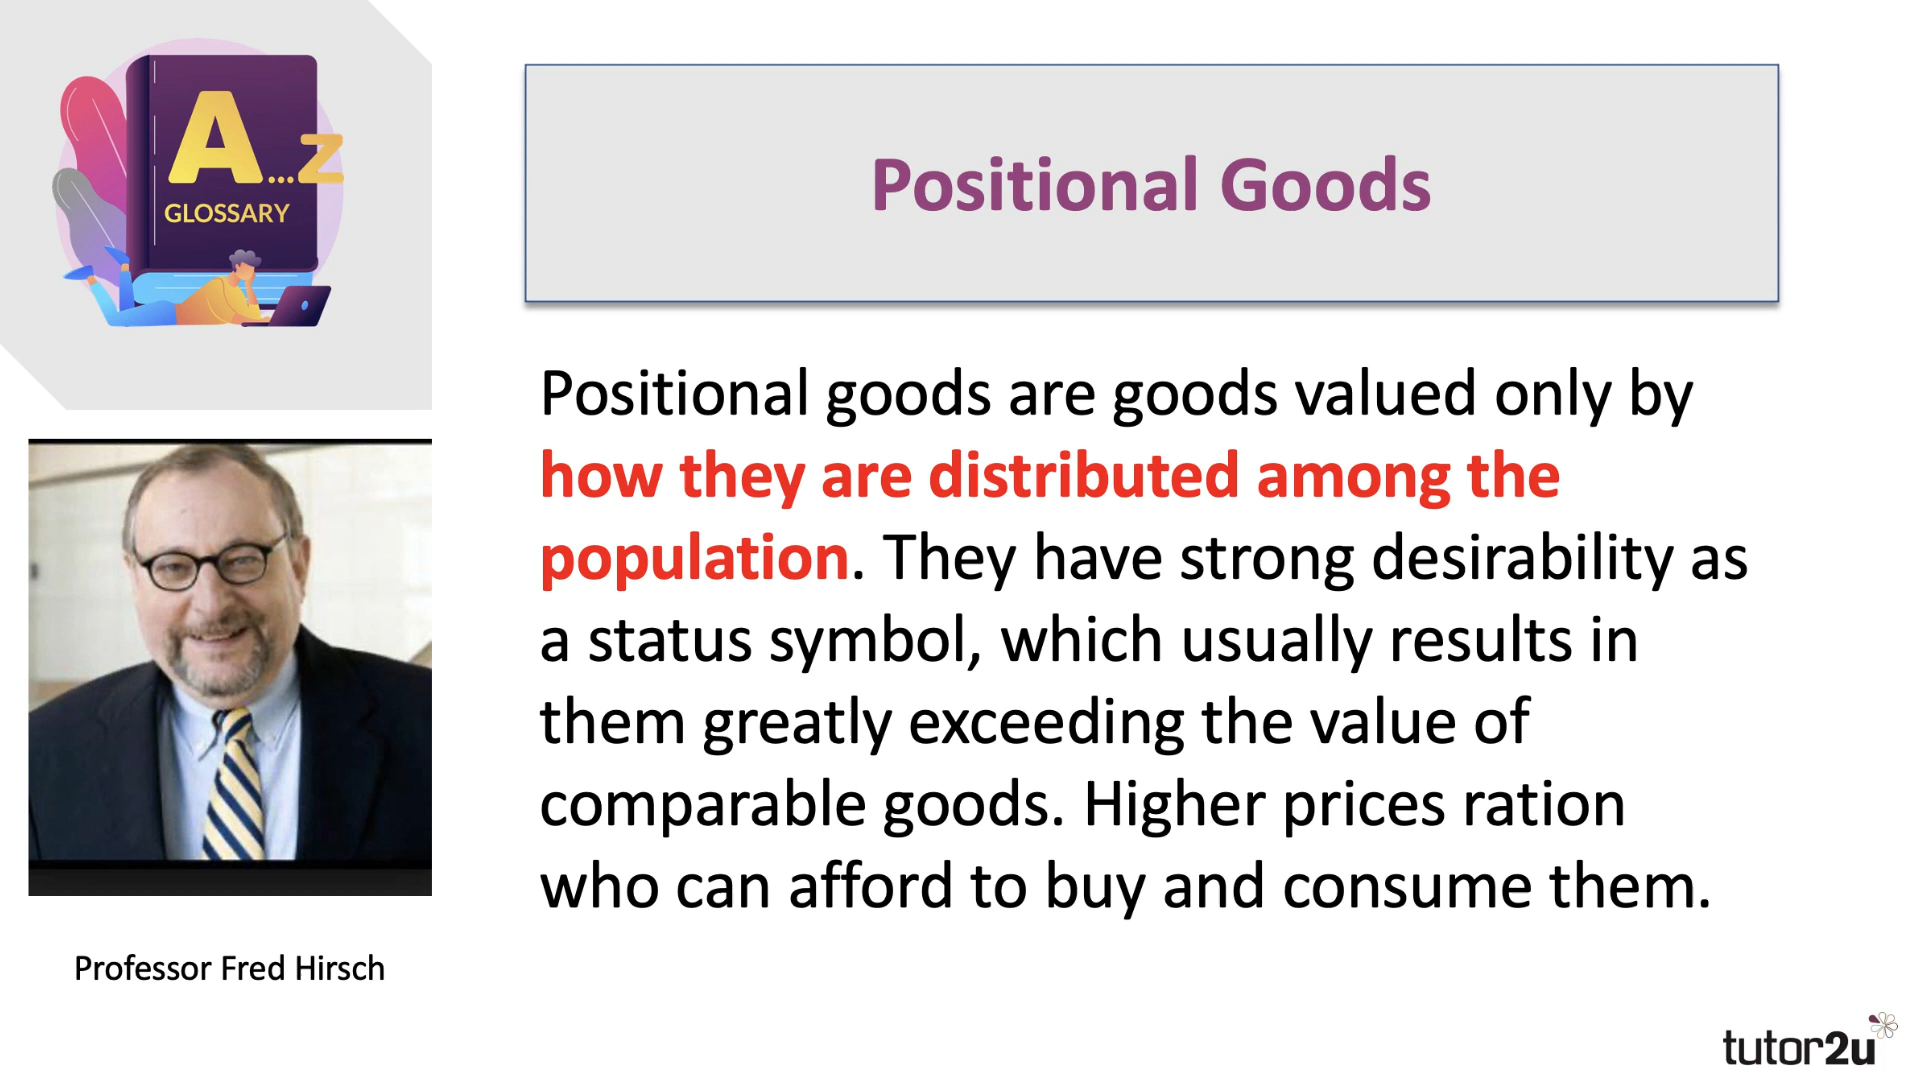 A...Z
GLOSSARY
Positional Goods
Positional goods are goods valued only by
how they are distributed among the
population. They have strong desirability as
a status symbol, which usually results in
them greatly exceeding the value of
comparable goods. Higher prices ration
who can afford to buy and consume them.
Professor Fred Hirsch
tutor2u